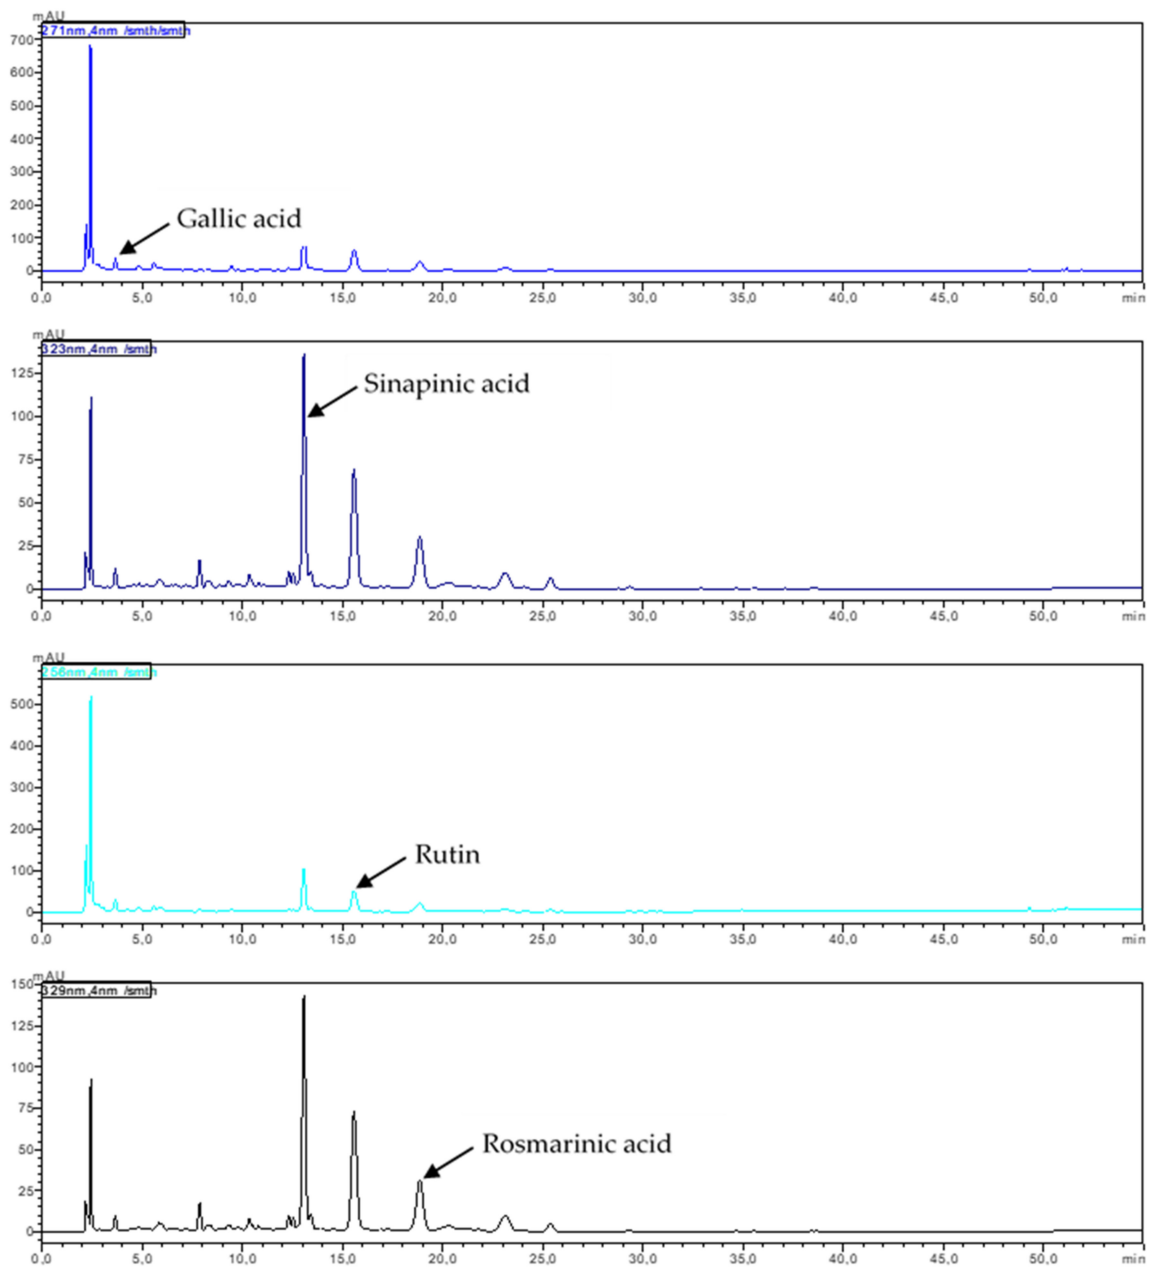 mAU
271nm,4nm /smth/smth
700
600
500
400
300
200
100
0
Gallic acid
0,0 5,0 10,0 15,0 20,0 25,0 30,0 35,0 40,0 45,0 50,0 min
mAU
323nm,4nm /smth
125
100
75
50
25
0
Sinapinic acid
0,0 5,0 10,0 15,0 20,0 25,0 30,0 35,0 40,0 45,0 50,0 min
mAU
256nm,4nm /smth
500
400
300
200
100
0
Rutin
0,0 5,0 10,0 15,0 20,0 25,0 30,0 35,0 40,0 45,0 50,0 min
mAU
329nm,4nm /smth
150
125
100
75
50
25
0
Rosmarinic acid
0,0 5,0 10,0 15,0 20,0 25,0 30,0 35,0 40,0 45,0 50,0 min